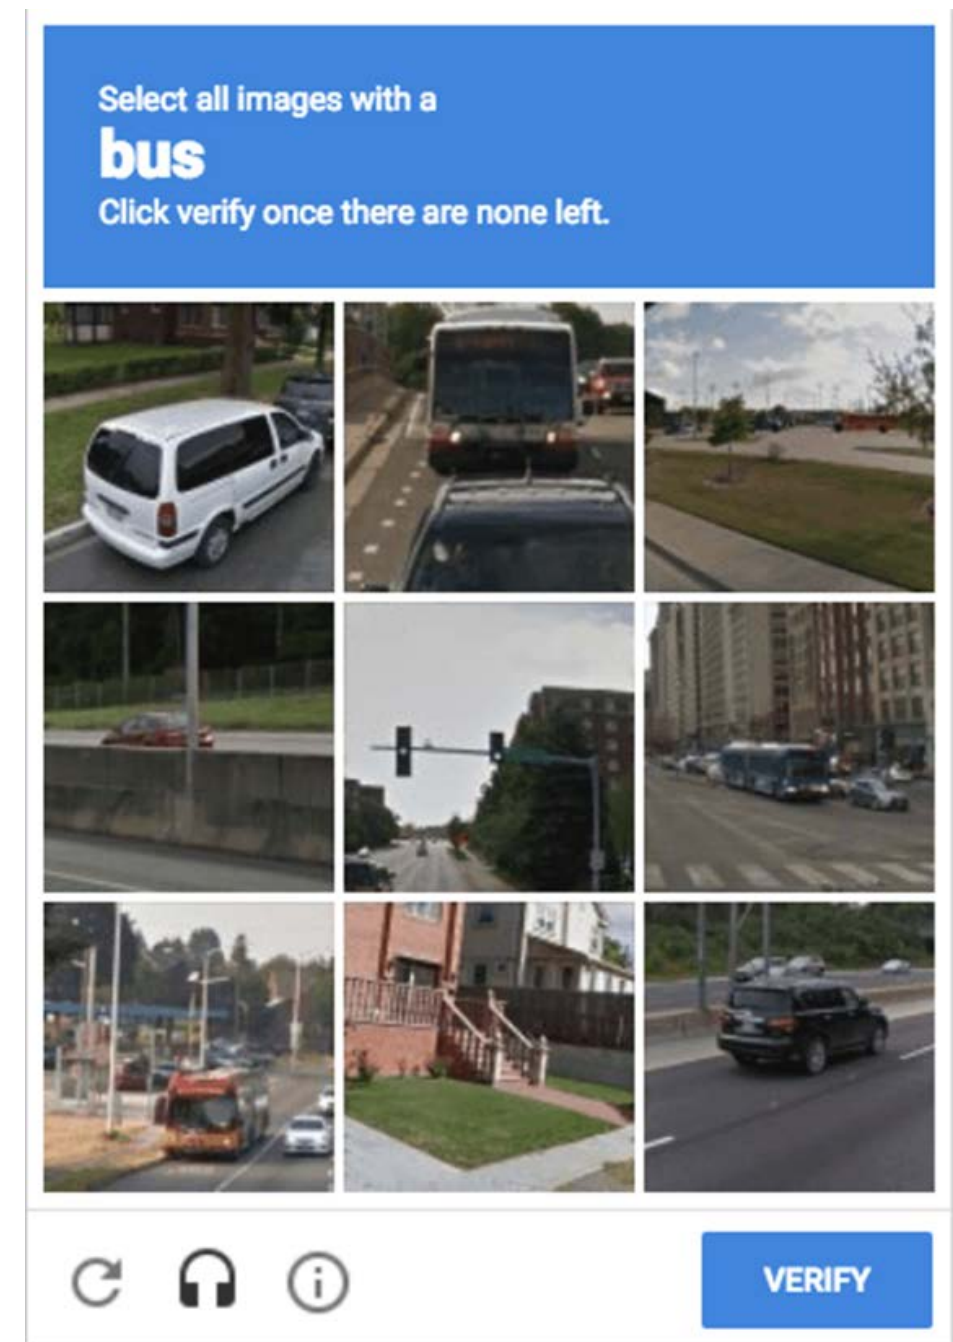 Select all images with a
bus
Click verify once there are none left.
VERIFY